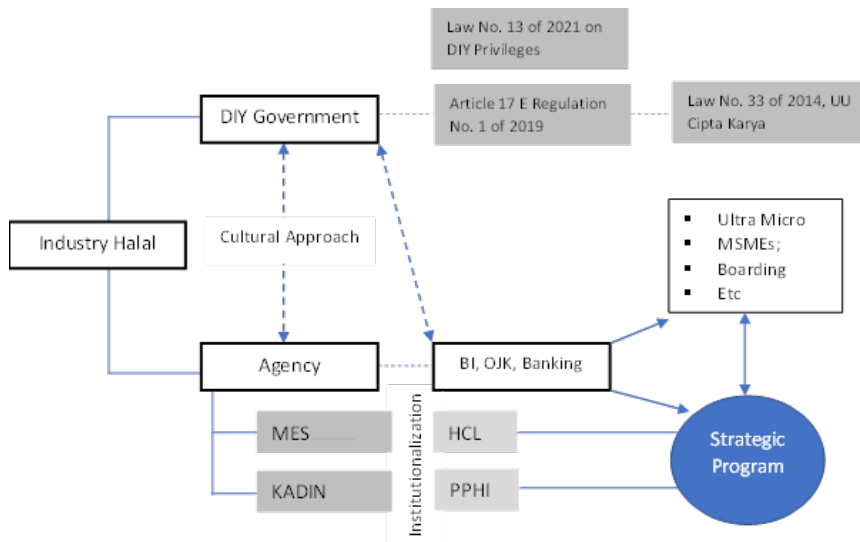 Law No. 13 of 2021 on
DIY Privileges
DIY Government
Article 17 E Regulation
No. 1 of 2019
Law No. 33 of 2014, UU
Cipta Karya
Industry Halal
Cultural Approach
Ultra Micro
MSMEs;
Boarding
Etc
Agency
BI, OJK, Banking
Institutionalization
MES
HCL
KADIN
PPHI
Strategic
Program